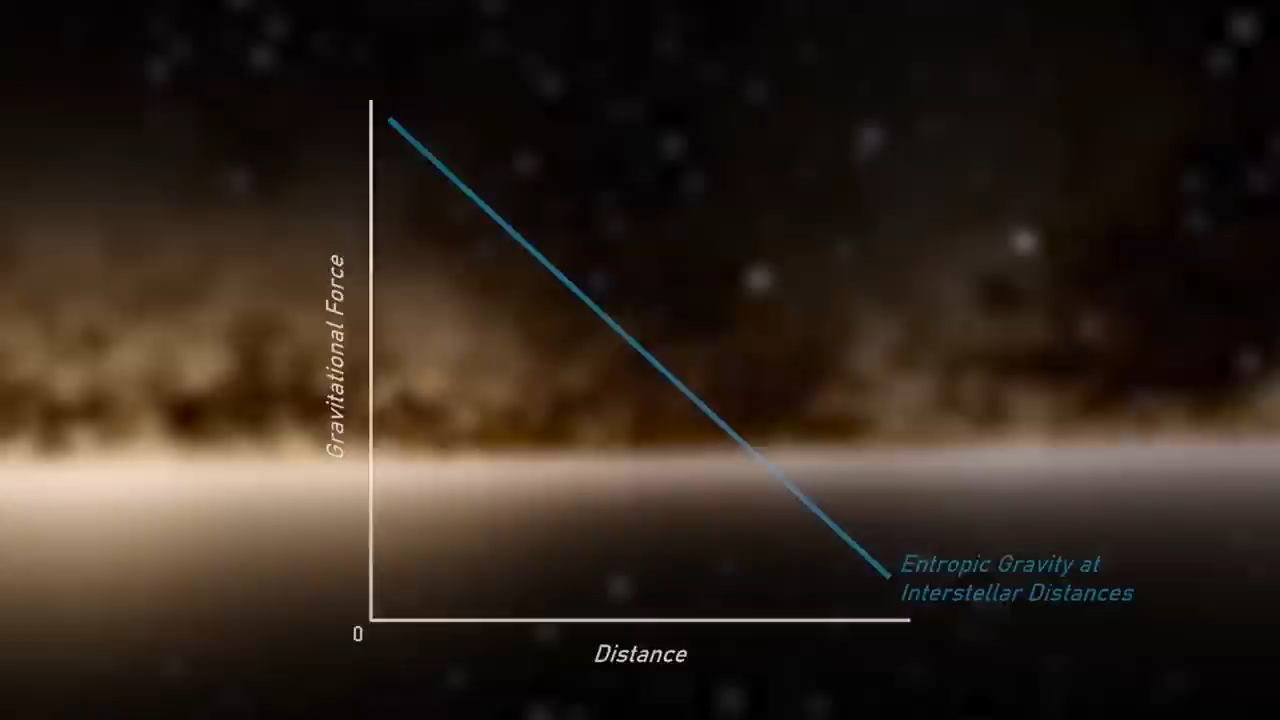 Gravitational Force
Entropic Gravity at
Interstellar Distances
0
Distance